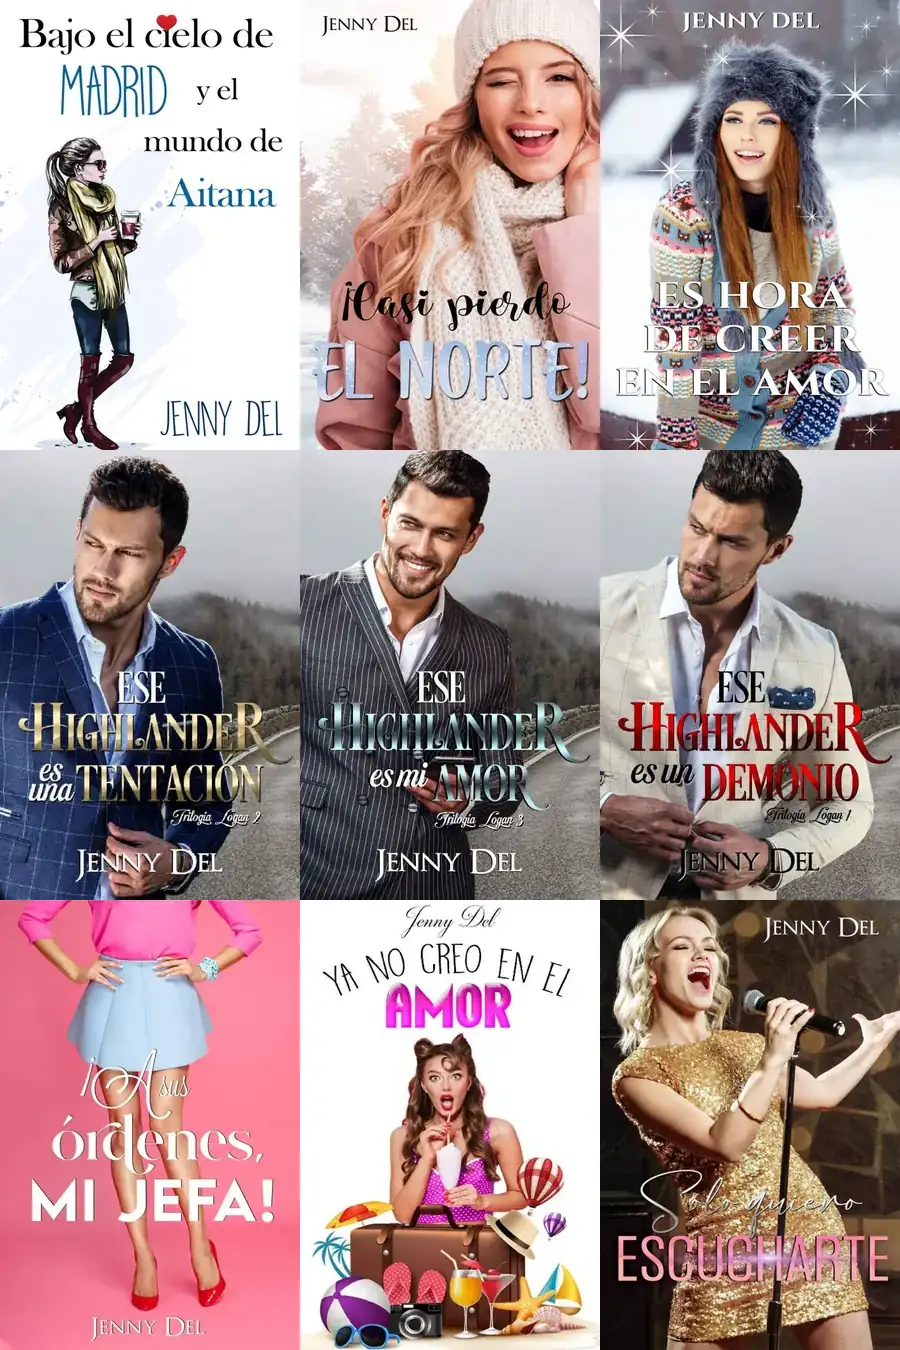 Bajo el cielo de
MADRID y el
mundo de
Aitana
JENNY DEL
JENNY DEL
¡Casi pierdo
EL NORTE!
JENNY DEL
ES HORA
DE CREER
EN EL AMOR
ESE
HIGHLANDER
es una TENTACIÓN
Trilogía Logan 2
JENNY DEL
ESE
HIGHLANDER
es mi AMOR
Trilogía Logan 3
JENNY DEL
ESE
HIGHLANDER
es un DEMONIO
Trilogía Logan 1
JENNY DEL
¡A sus
órdenes,
MI JEFA!
JENNY DEL
Jenny Del
YA NO CREO EN EL
AMOR
JENNY DEL
Solo quiero
ESCUCHARTE